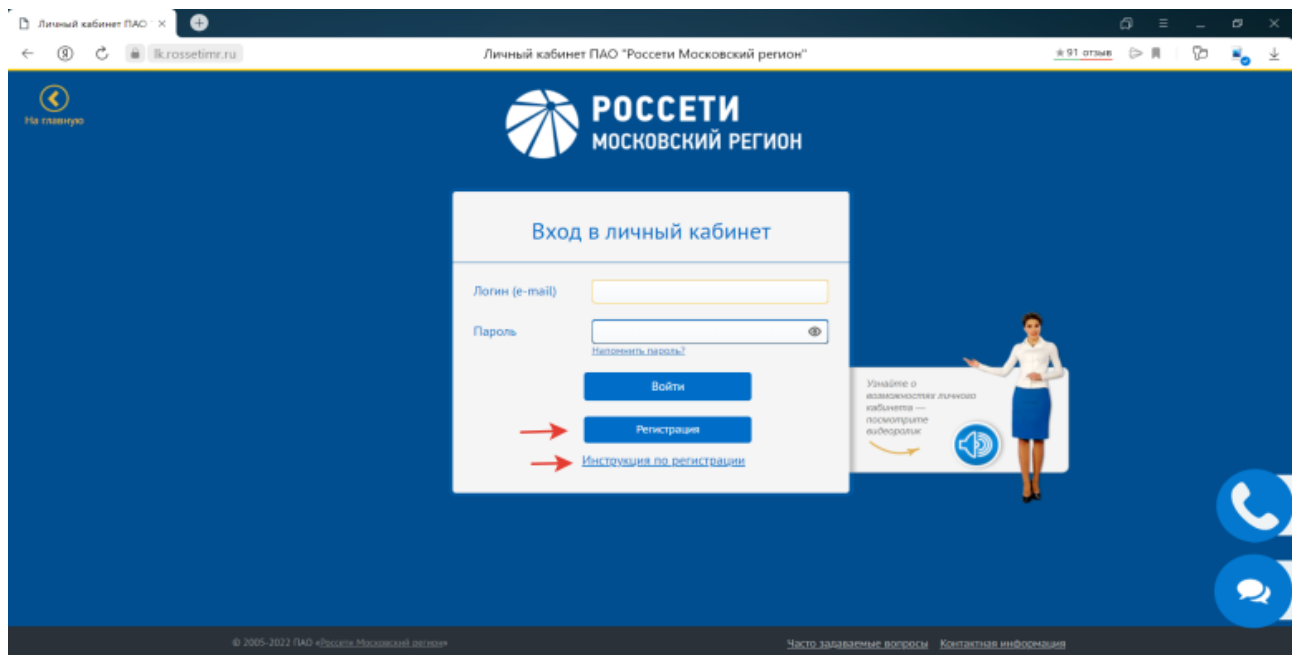 Личный кабинет ПАО "
lk.rossetimr.ru
Личный кабинет ПАО "Россети Московский регион"
91 отзыв
На главную
РОССЕТИ
МОСКОВСКИЙ РЕГИОН
Вход в личный кабинет
Логин (e-mail)
Пароль
Напомнить пароль?
Войти
Регистрация
Инструкция по регистрации
Узнайте о
возможностях личного
кабинета —
посмотрите
видеоролик
© 2005-2022 ПАО «Россети Московский регион»
Часто задаваемые вопросы Контактная информация